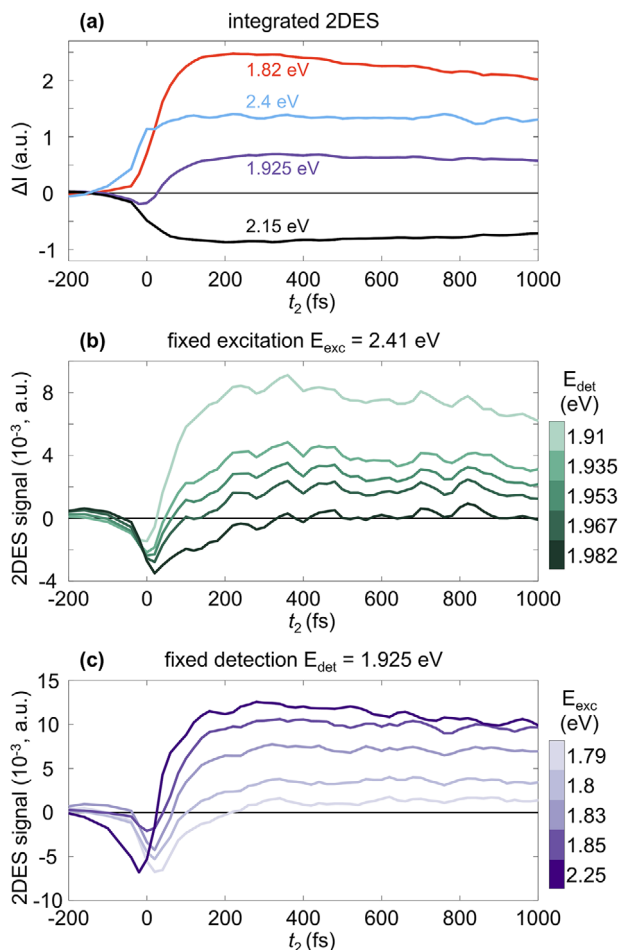 (a) integrated 2DES
ΔI (a.u.)
2
1
0
-1
1.82 eV
2.4 eV
1.925 eV
2.15 eV
-200 0 200 400 600 800 1000
t₂ (fs)
(b) fixed excitation E_exc = 2.41 eV
2DES signal (10⁻³, a.u.)
8
4
0
-4
-200 0 200 400 600 800 1000
t₂ (fs)
E_det
(eV)
1.91
1.935
1.953
1.967
1.982
(c) fixed detection E_det = 1.925 eV
2DES signal (10⁻³, a.u.)
15
10
5
0
-5
-10
-200 0 200 400 600 800 1000
t₂ (fs)
E_exc
(eV)
1.79
1.8
1.83
1.85
2.25